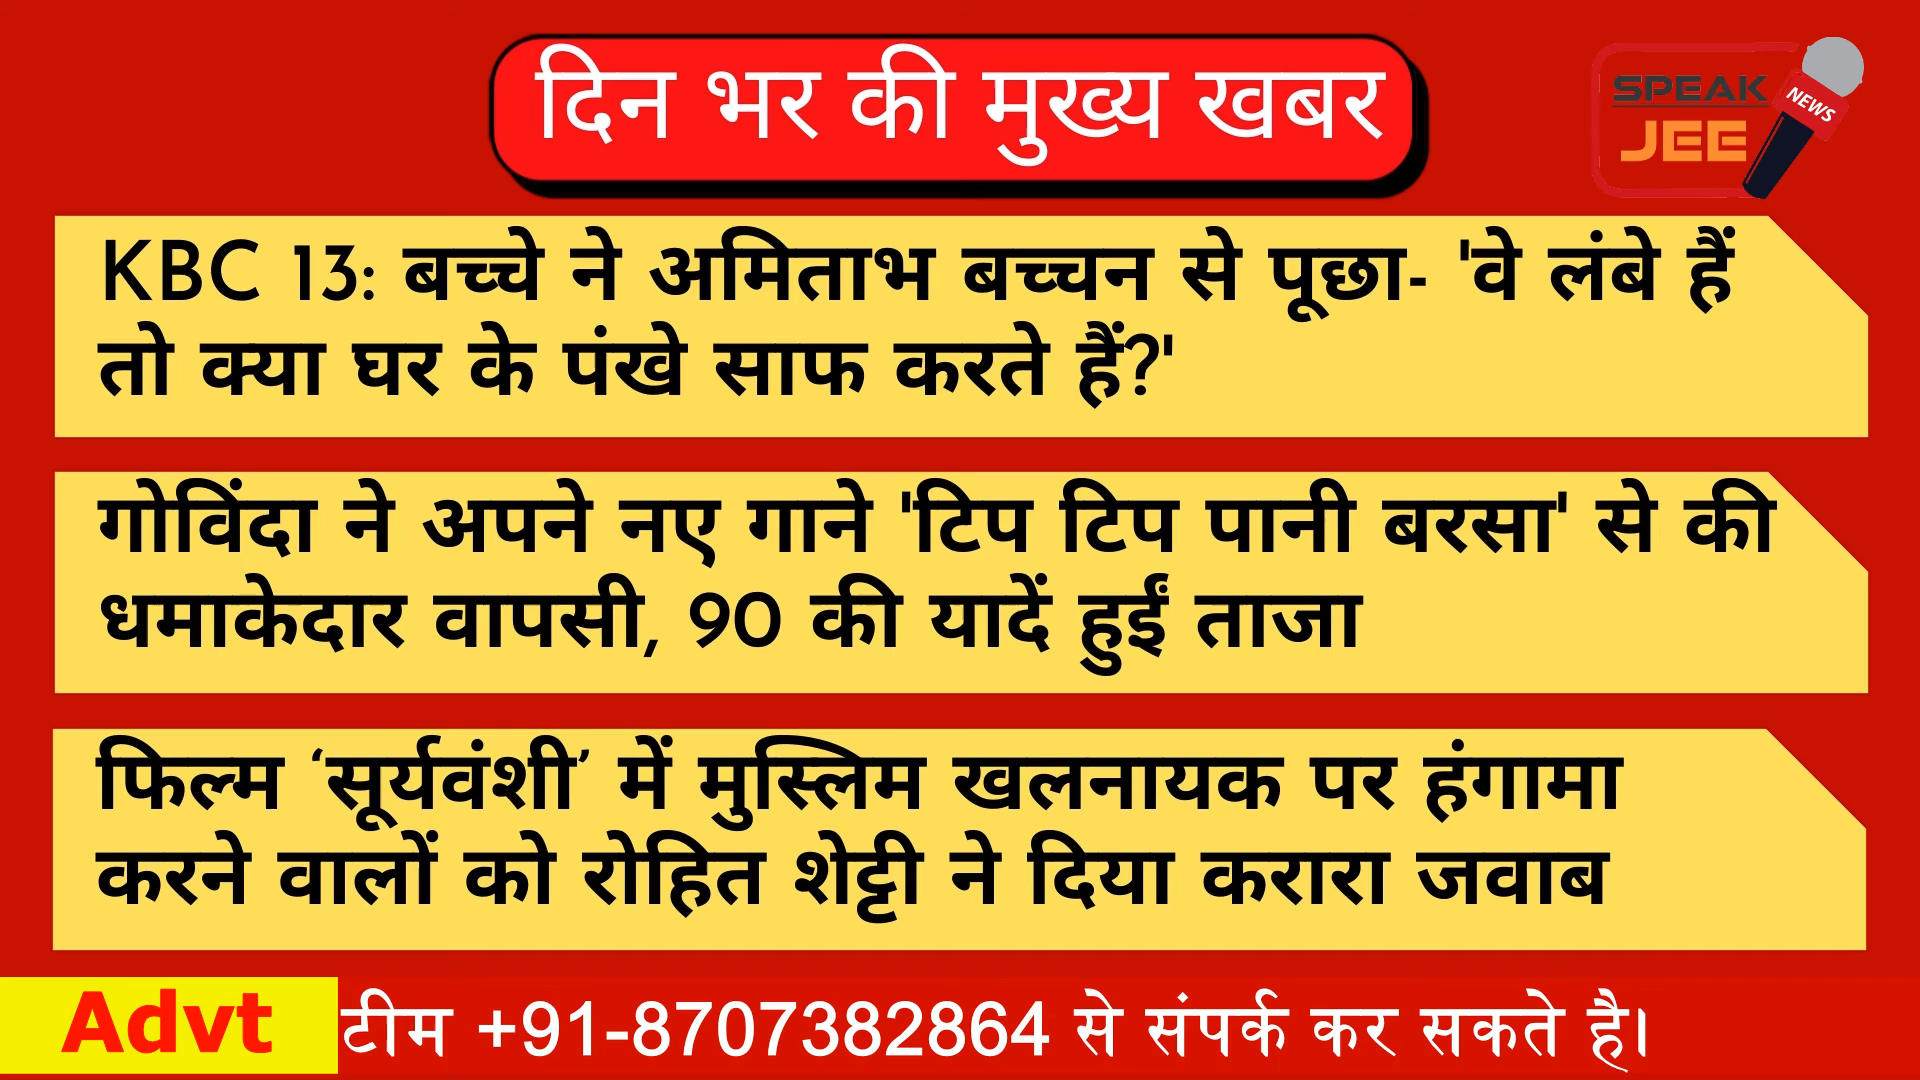 दिन भर की मुख्य खबर
SPEAK
JEE
NEWS
KBC 13: बच्चे ने अमिताभ बच्चन से पूछा- 'वे लंबे हैं
तो क्या घर के पंखे साफ करते हैं?'
गोविंदा ने अपने नए गाने 'टिप टिप पानी बरसा' से की
धमाकेदार वापसी, 90 की यादें हुईं ताजा
फिल्म ‘सूर्यवंशी’ में मुस्लिम खलनायक पर हंगामा
करने वालों को रोहित शेट्टी ने दिया करारा जवाब
Advt टीम +91-8707382864 से संपर्क कर सकते है।